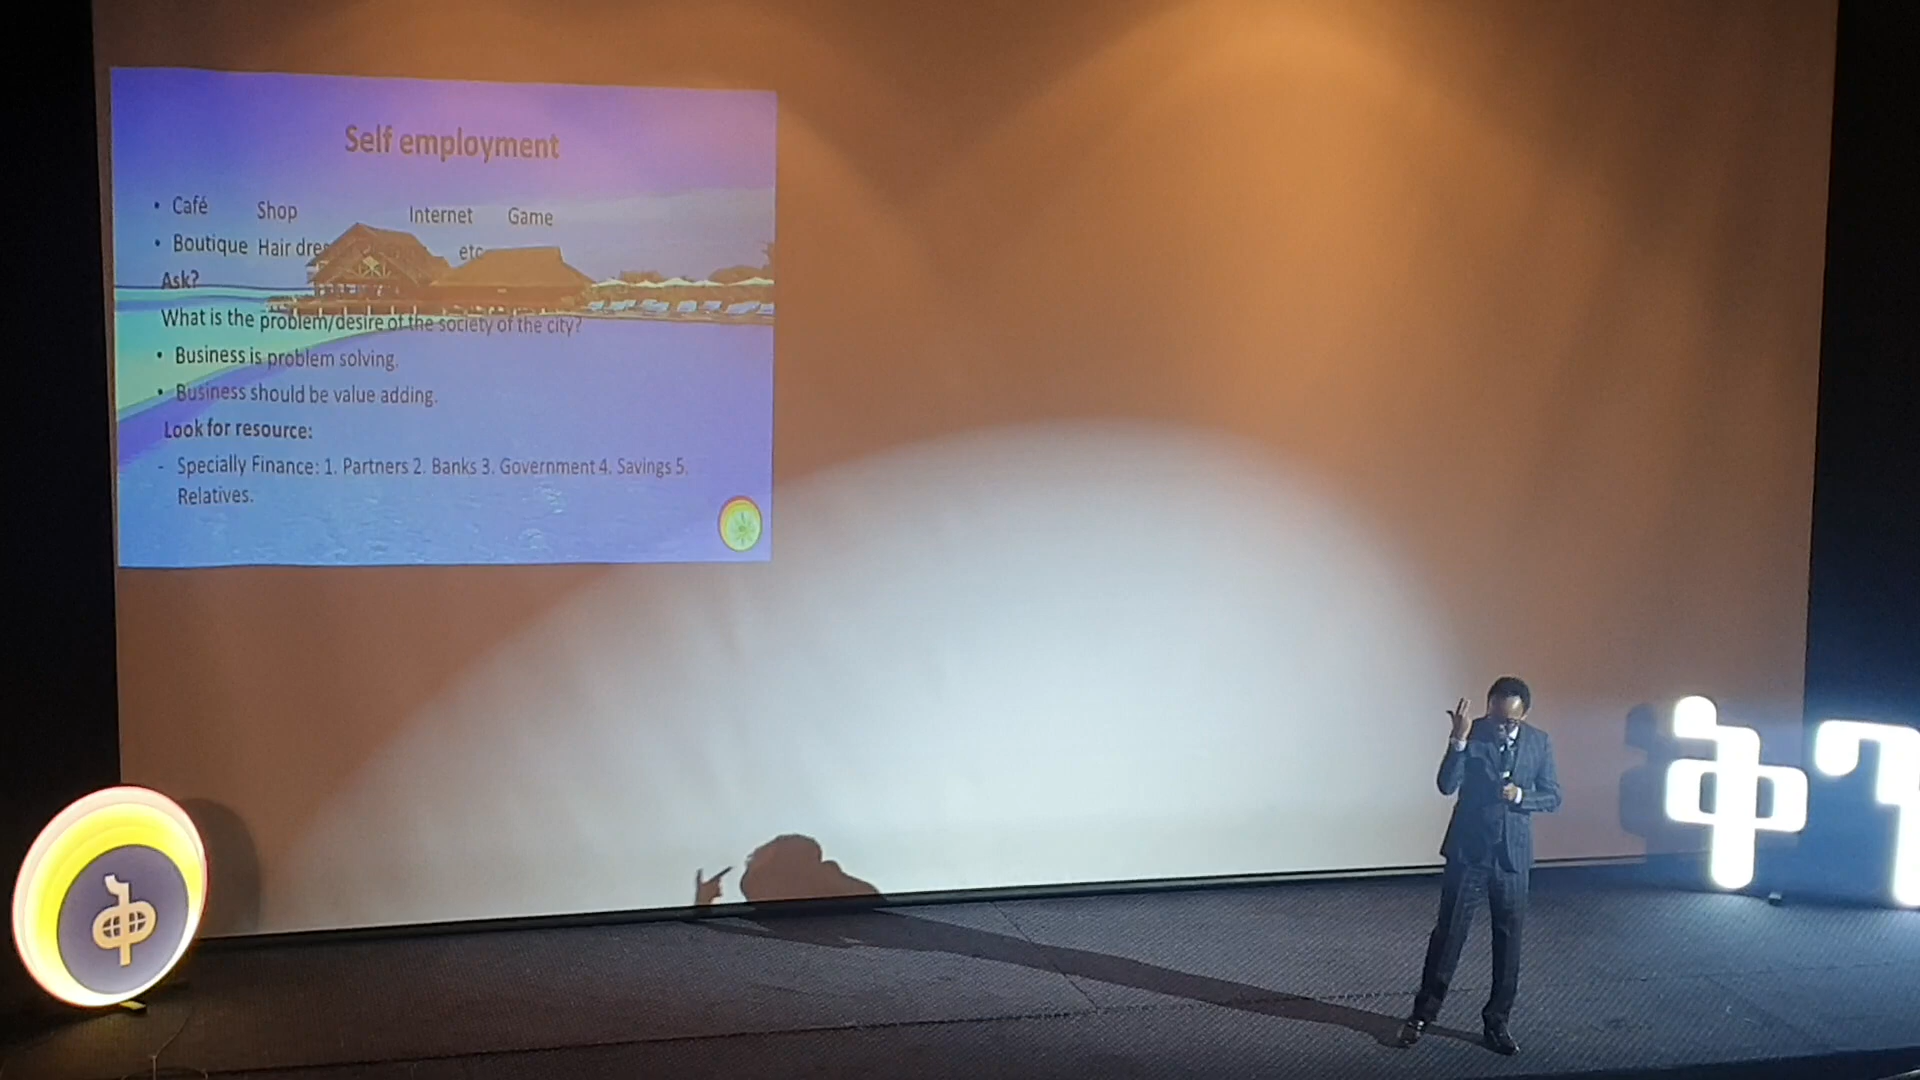 Self employment
• Café Shop Internet Game
• Boutique Hair etc
Ask?
What is the problem/desire of the society of the city?
• Business is problem solving.
• Business should be value adding.
Look for resource:
- Specially Finance: 1. Partners 2. Banks 3. Government 4. Savings 5.
Relatives.
ቅ
ቅ